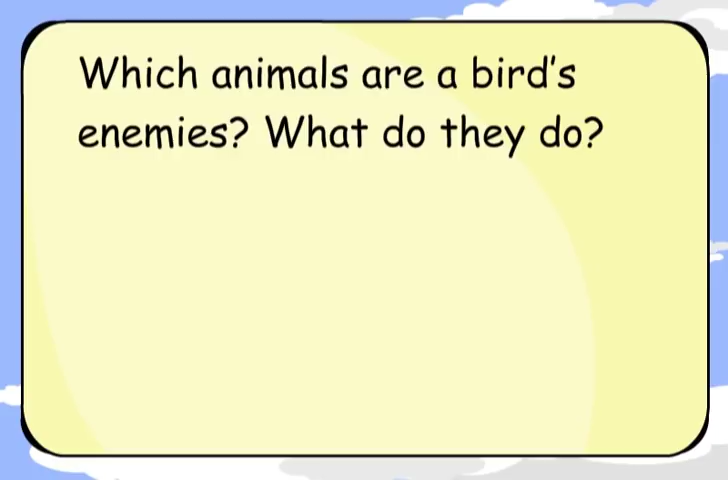 Which animals are a bird's
enemies? What do they do?